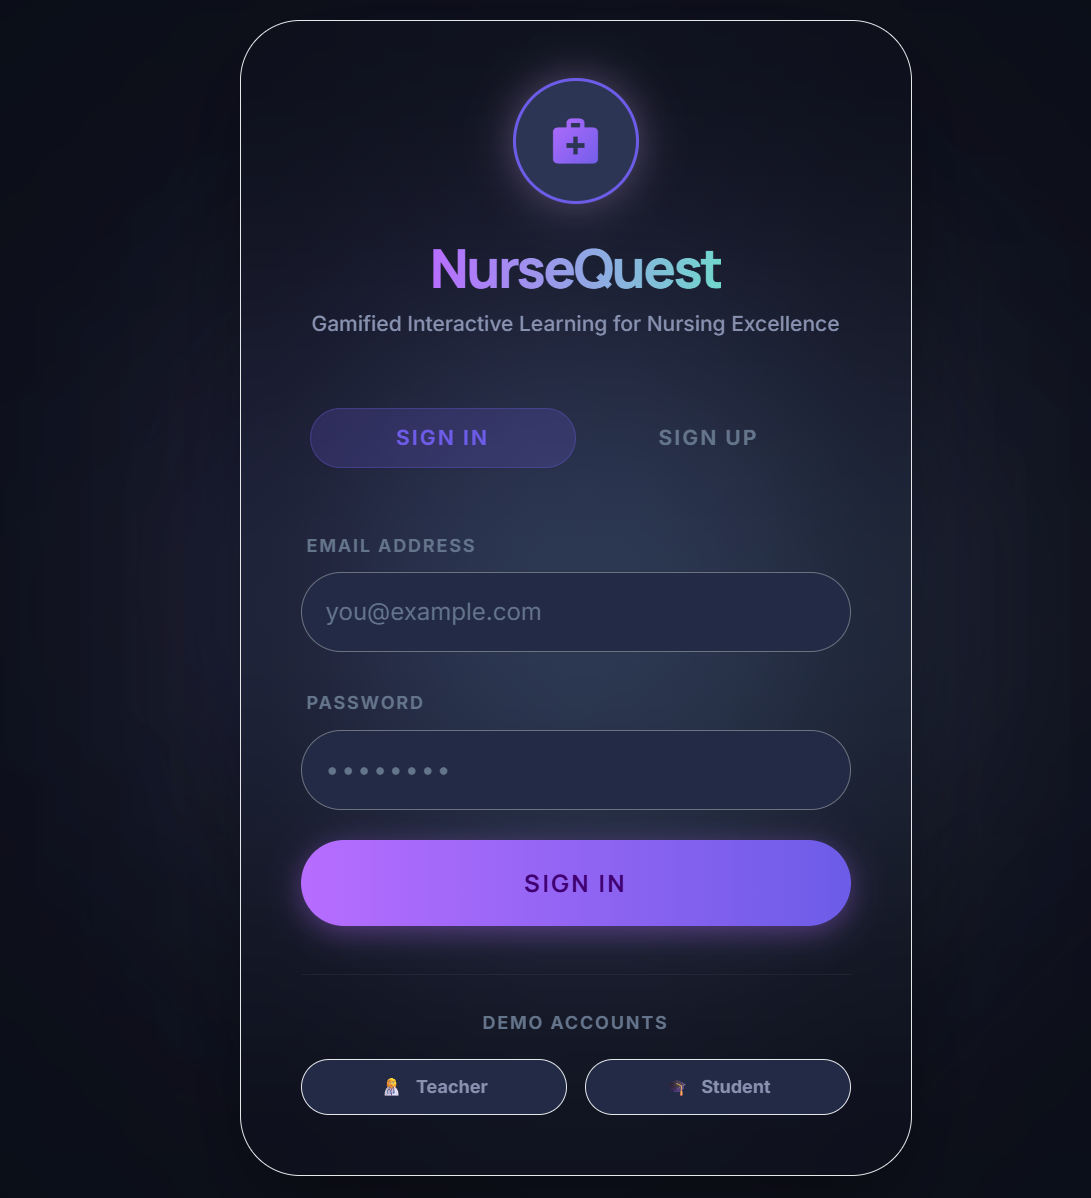 NurseQuest
Gamified Interactive Learning for Nursing Excellence
SIGN IN
SIGN UP
EMAIL ADDRESS
you@example.com
PASSWORD
••••••••
SIGN IN
DEMO ACCOUNTS
Teacher
Student